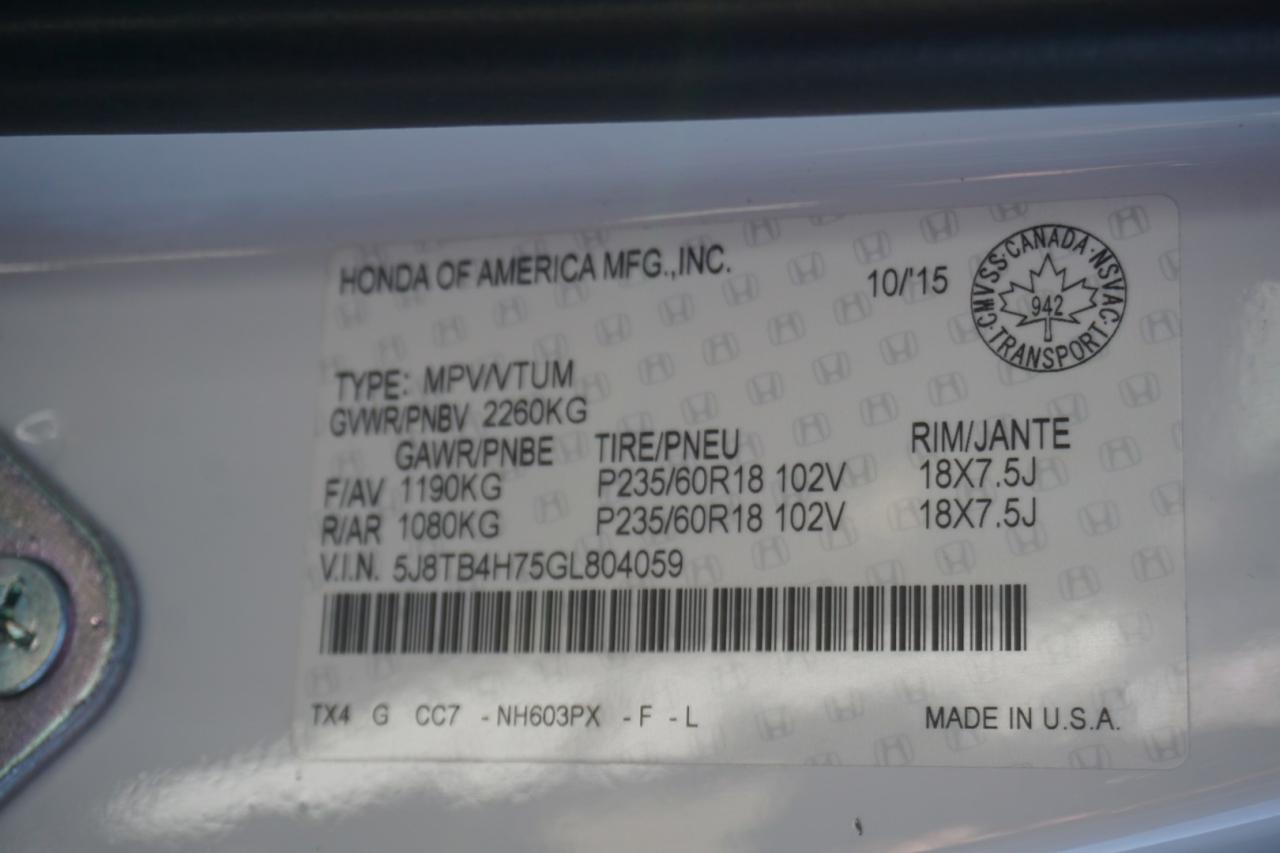 HONDA OF AMERICA MFG.,INC.
10/'15
CMVSS·CANADA·NSVAC·TRANSPORT
942
TYPE: MPV/VTUM
GVWR/PNBV 2260KG
GAWR/PNBE TIRE/PNEU RIM/JANTE
F/AV 1190KG P235/60R18 102V 18X7.5J
R/AR 1080KG P235/60R18 102V 18X7.5J
V.I.N. 5J8TB4H75GL804059
TX4 G CC7 -NH603PX -F -L MADE IN U.S.A.